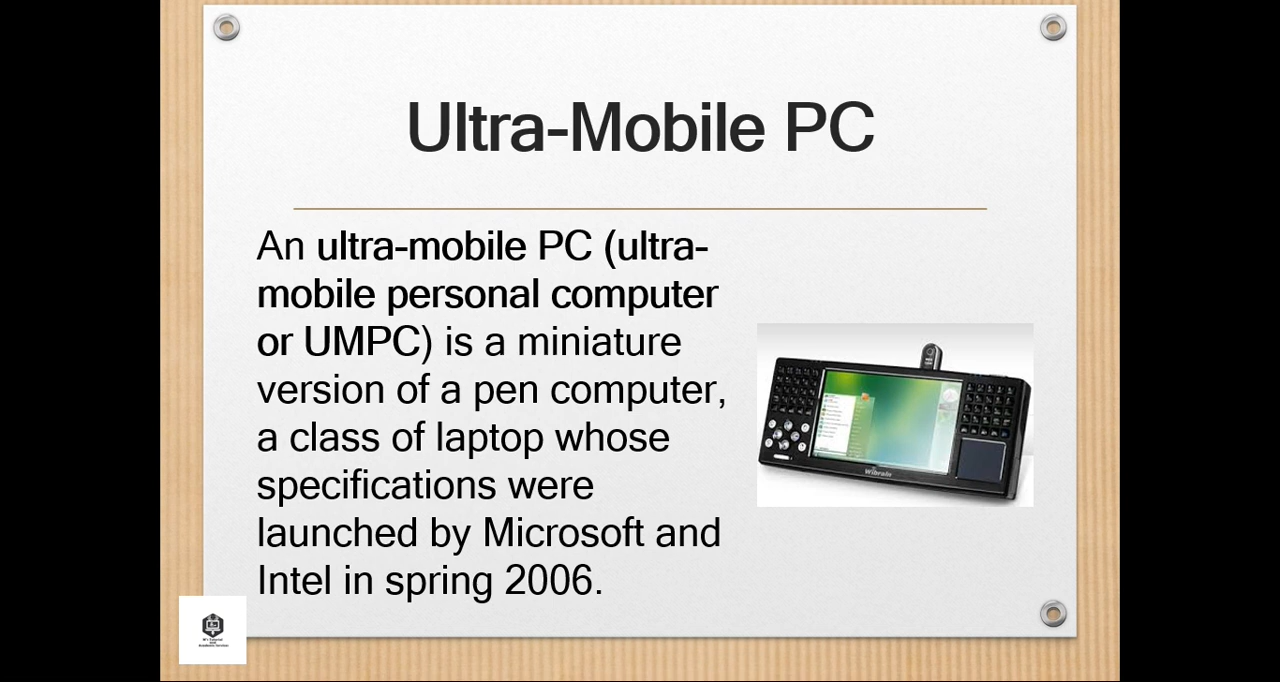 Ultra-Mobile PC
An ultra-mobile PC (ultra-
mobile personal computer
or UMPC) is a miniature
version of a pen computer,
a class of laptop whose
specifications were
launched by Microsoft and
Intel in spring 2006.
Wibrain